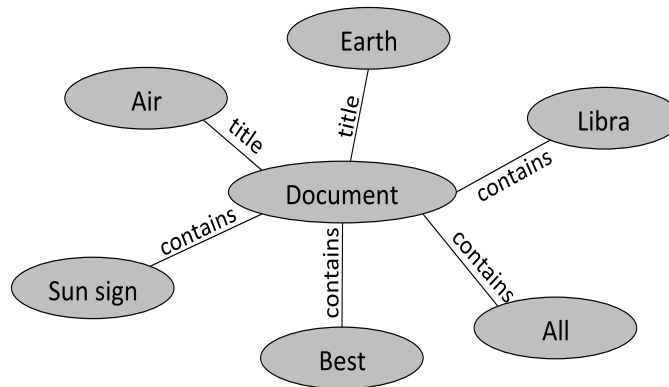 Earth
Air
title
title
Libra
Document
contains
contains
contains
contains
Sun sign
All
Best